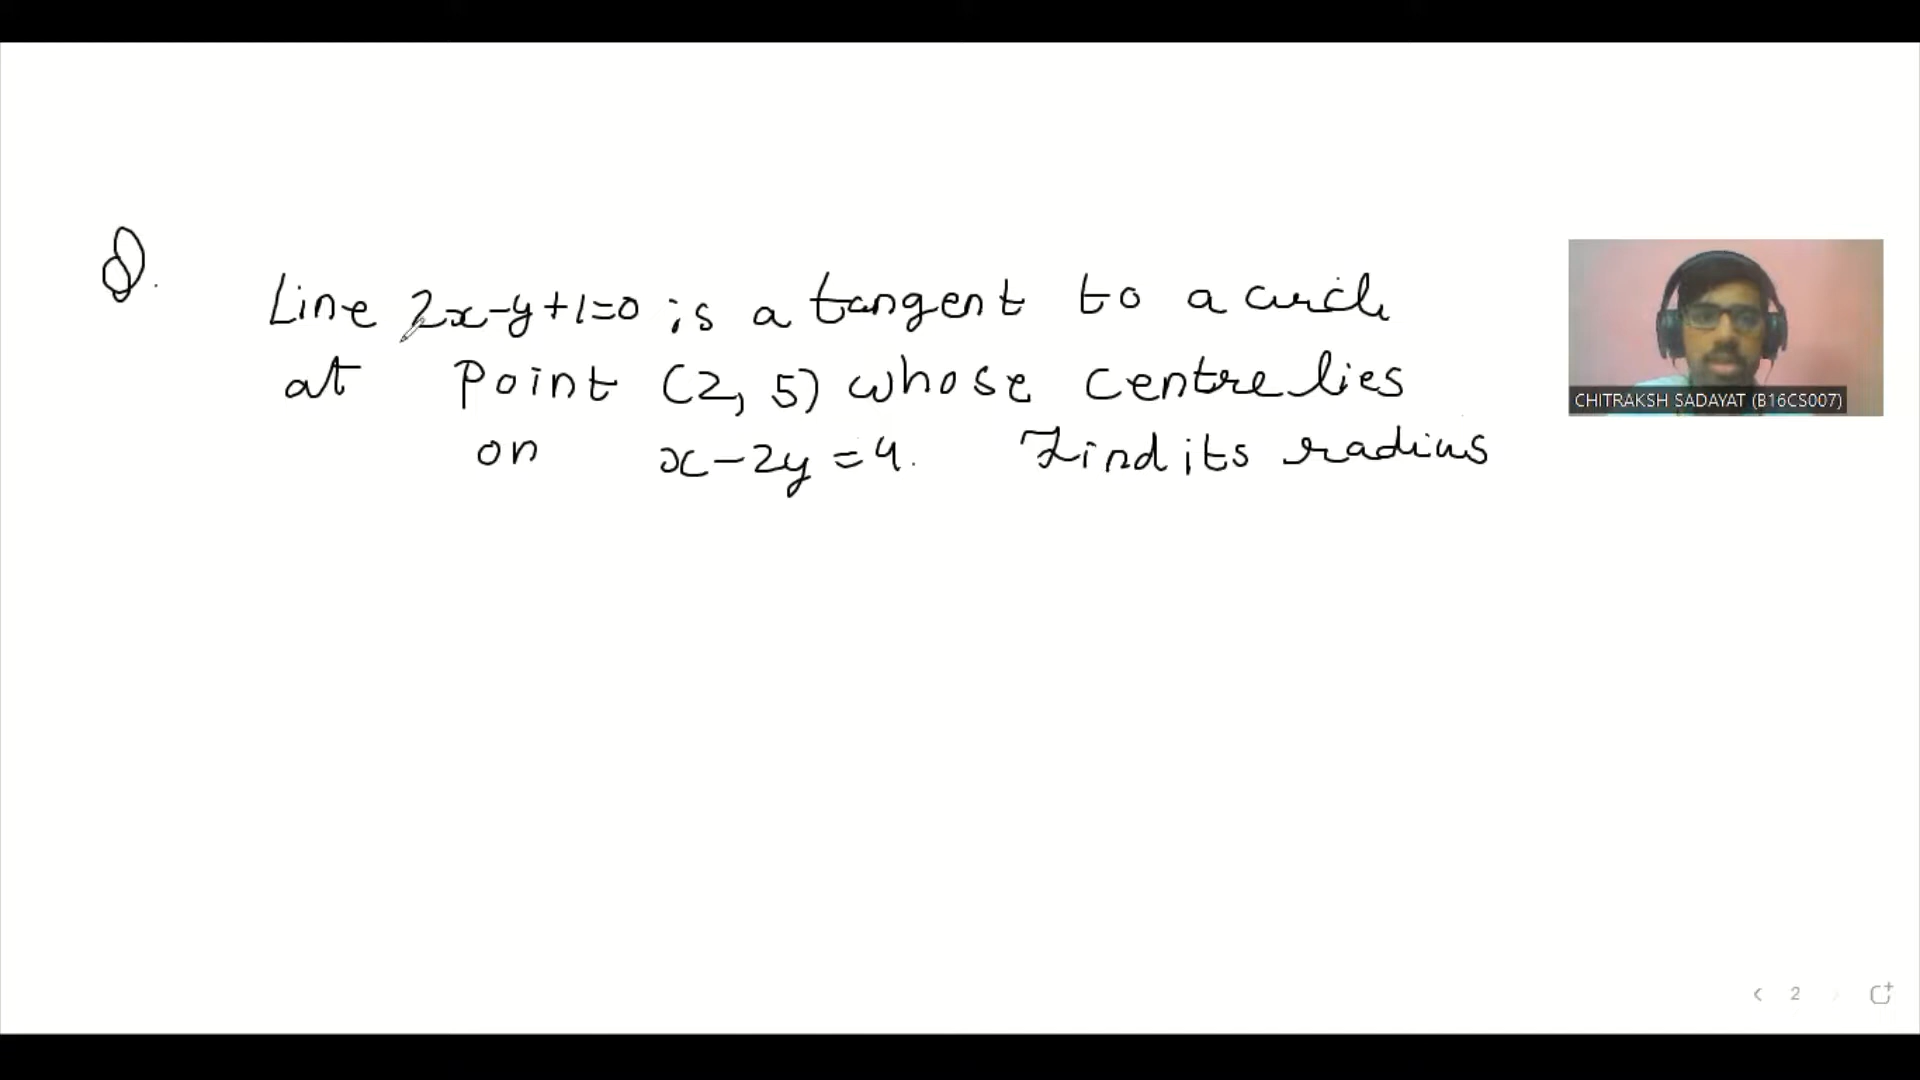 Q.
Line 2x-y+1=0 is a tangent to a circle
at Point (2, 5) whose centre lies
on x-2y=4. Find its radius
CHITRAKSH SADAYAT (B16CS007)
< 2 >